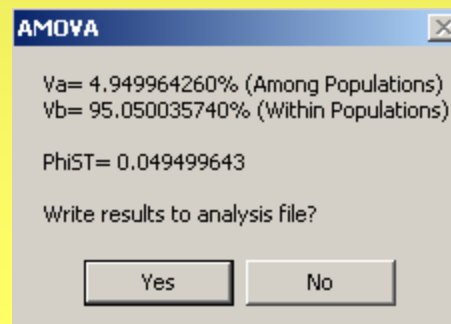 AMOVA
Va= 4.949964260% (Among Populations)
Vb= 95.050035740% (Within Populations)
PhiST= 0.049499643
Write results to analysis file?
Yes
No